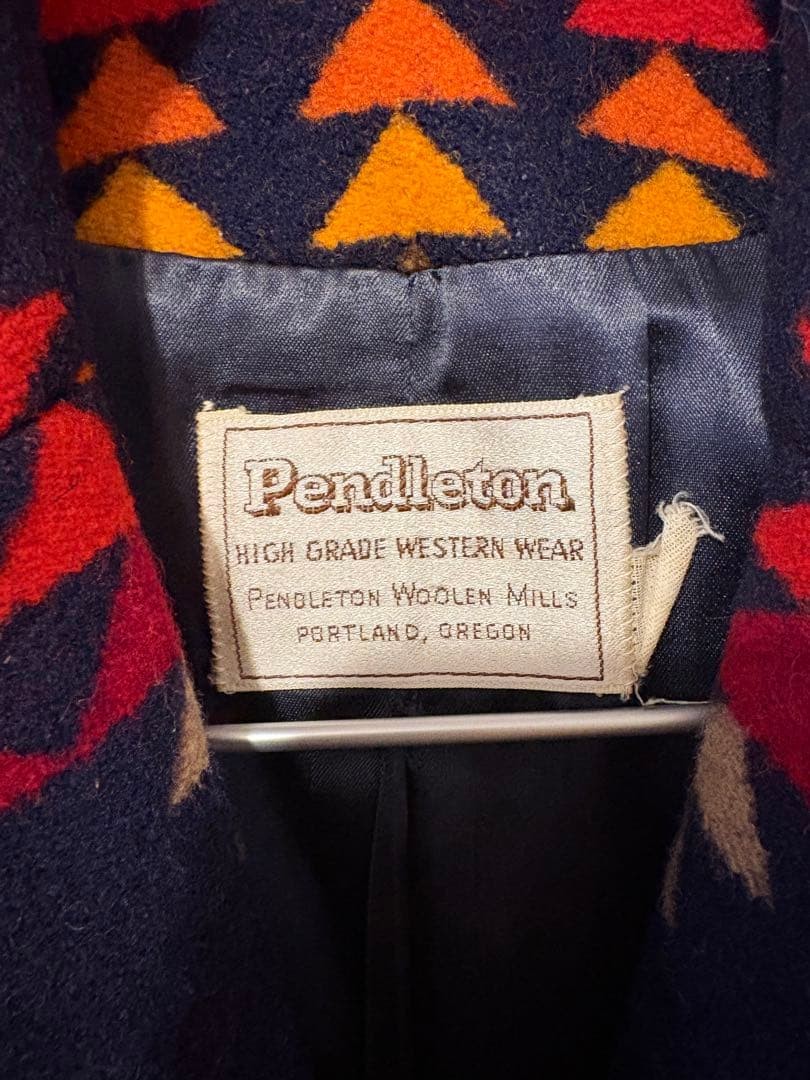 Pendleton
HIGH GRADE WESTERN WEAR
PENDLETON WOOLEN MILLS
PORTLAND, OREGON